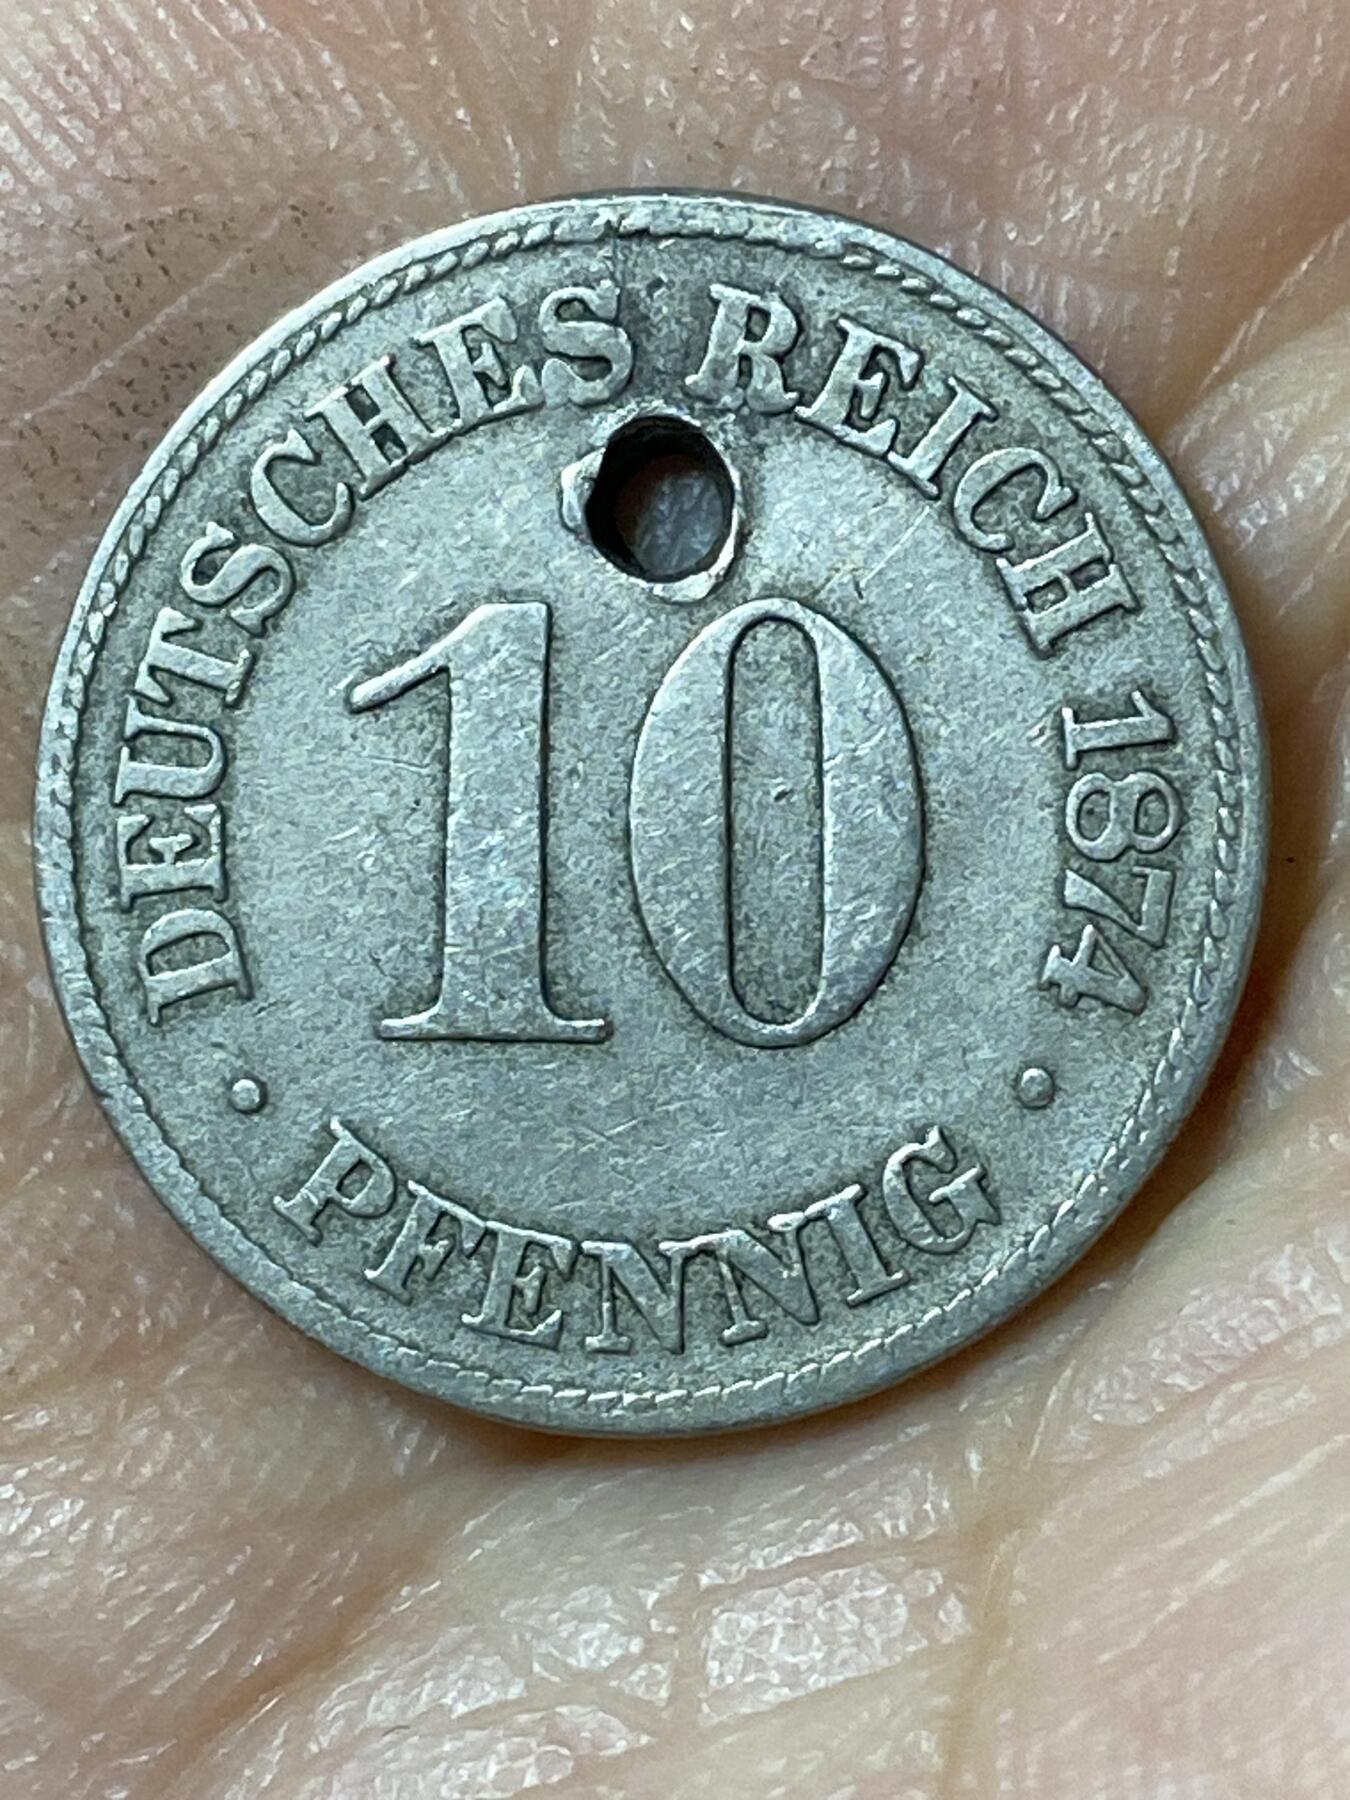 DEUTSCHES REICH 1874
10
• PFENNIG •